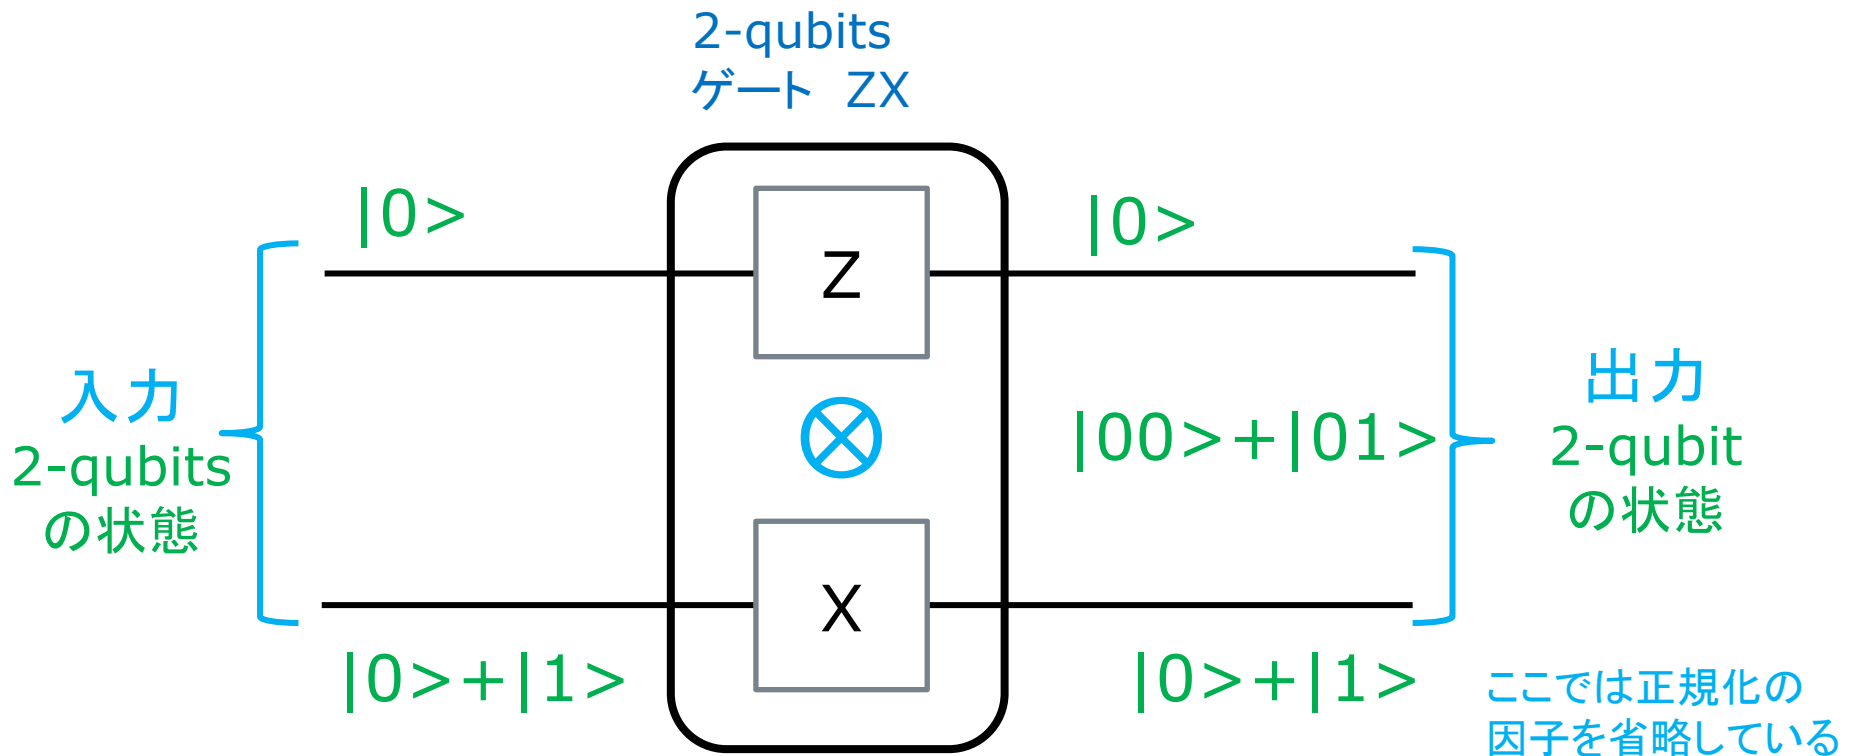 2-qubits
ゲート ZX
|0>
|0>
Z
入力
2-qubits
の状態
|00>+|01>
出力
2-qubit
の状態
X
|0>+|1>
|0>+|1>
ここでは正規化の
因子を省略している